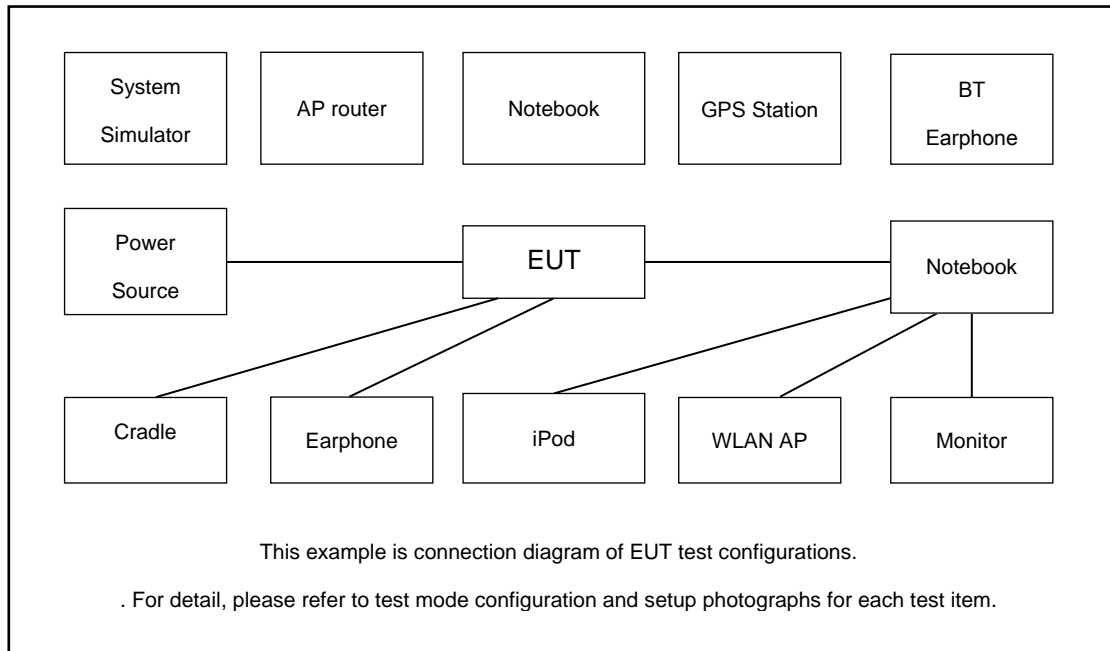 System
Simulator
AP router
Notebook
GPS Station
BT
Earphone
Power
Source
EUT
Notebook
Cradle
Earphone
iPod
WLAN AP
Monitor
This example is connection diagram of EUT test configurations.
. For detail, please refer to test mode configuration and setup photographs for each test item.